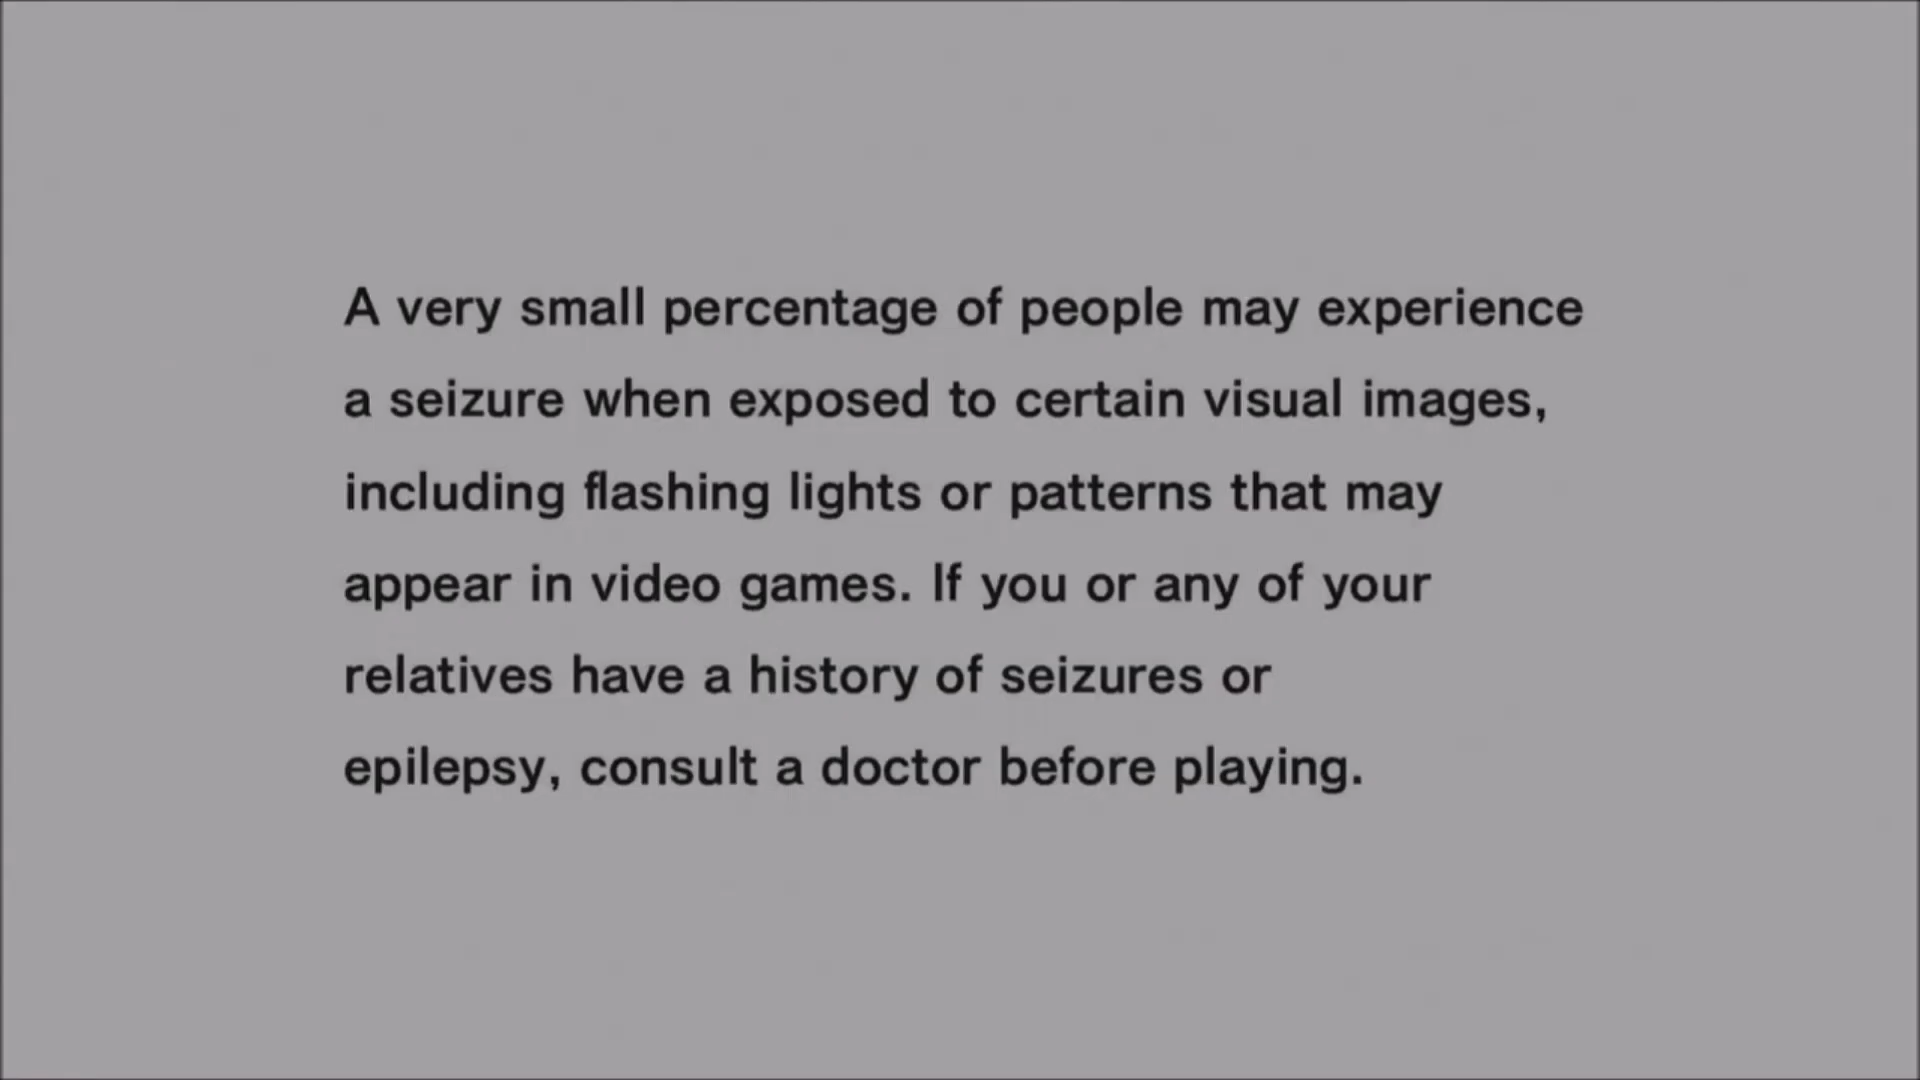 A very small percentage of people may experience
a seizure when exposed to certain visual images,
including flashing lights or patterns that may
appear in video games. If you or any of your
relatives have a history of seizures or
epilepsy, consult a doctor before playing.